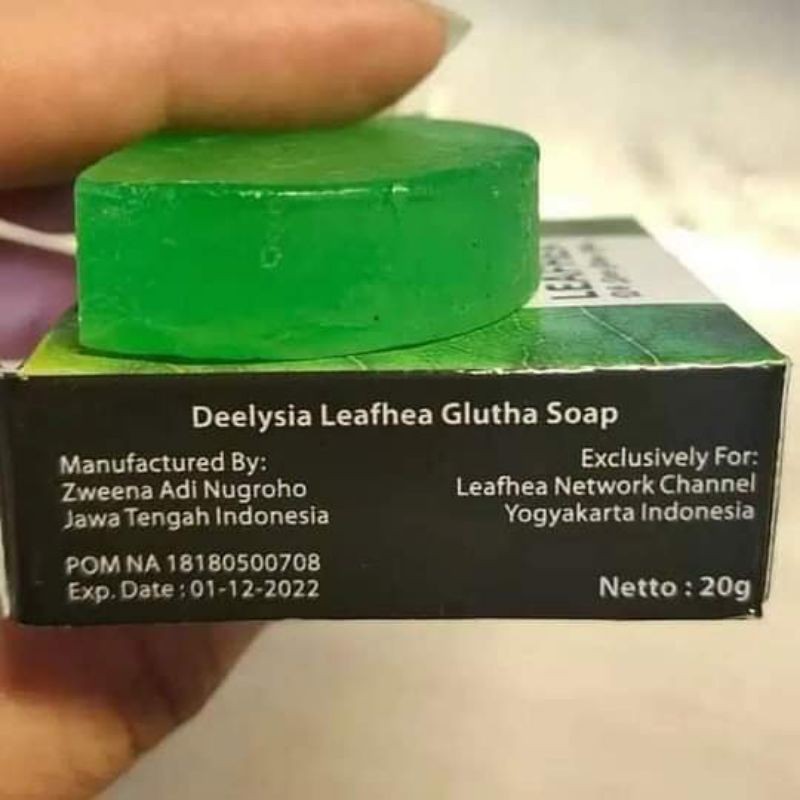 Deelysia Leafhea Glutha Soap
Manufactured By:
Zweena Adi Nugroho
Jawa Tengah Indonesia
Exclusively For:
Leafhea Network Channel
Yogyakarta Indonesia
POM NA 18180500708
Exp. Date : 01-12-2022
Netto : 20g